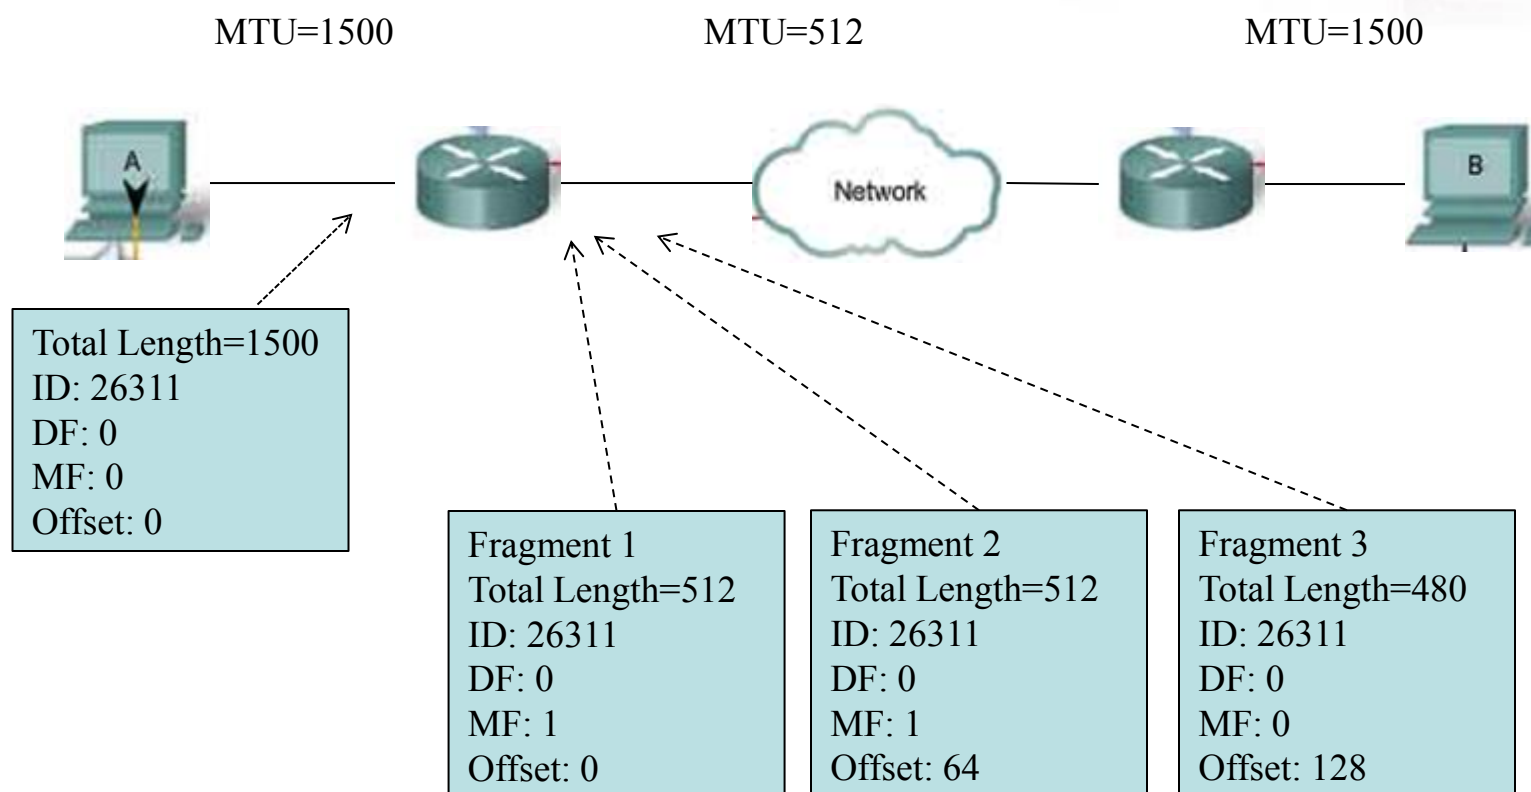 MTU=1500
MTU=512
MTU=1500
A
Network
B
Total Length=1500
ID: 26311
DF: 0
MF: 0
Offset: 0
Fragment 1
Total Length=512
ID: 26311
DF: 0
MF: 1
Offset: 0
Fragment 2
Total Length=512
ID: 26311
DF: 0
MF: 1
Offset: 64
Fragment 3
Total Length=480
ID: 26311
DF: 0
MF: 0
Offset: 128